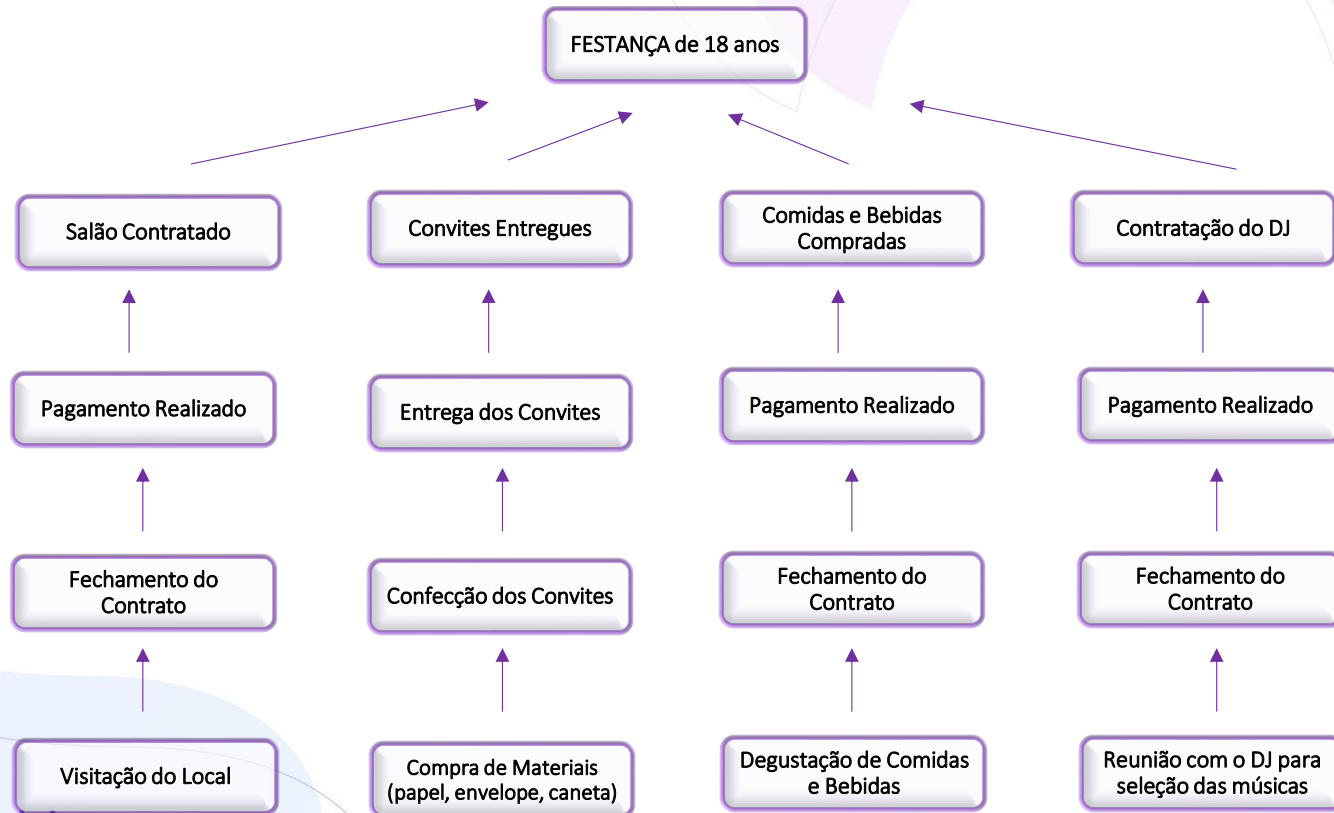 FESTANÇA de 18 anos
Salão Contratado
Convites Entregues
Comidas e Bebidas
Compradas
Contratação do DJ
Pagamento Realizado
Entrega dos Convites
Pagamento Realizado
Pagamento Realizado
Fechamento do
Contrato
Confecção dos Convites
Fechamento do
Contrato
Fechamento do
Contrato
Visitação do Local
Compra de Materiais
(papel, envelope, caneta)
Degustação de Comidas
e Bebidas
Reunião com o DJ para
seleção das músicas